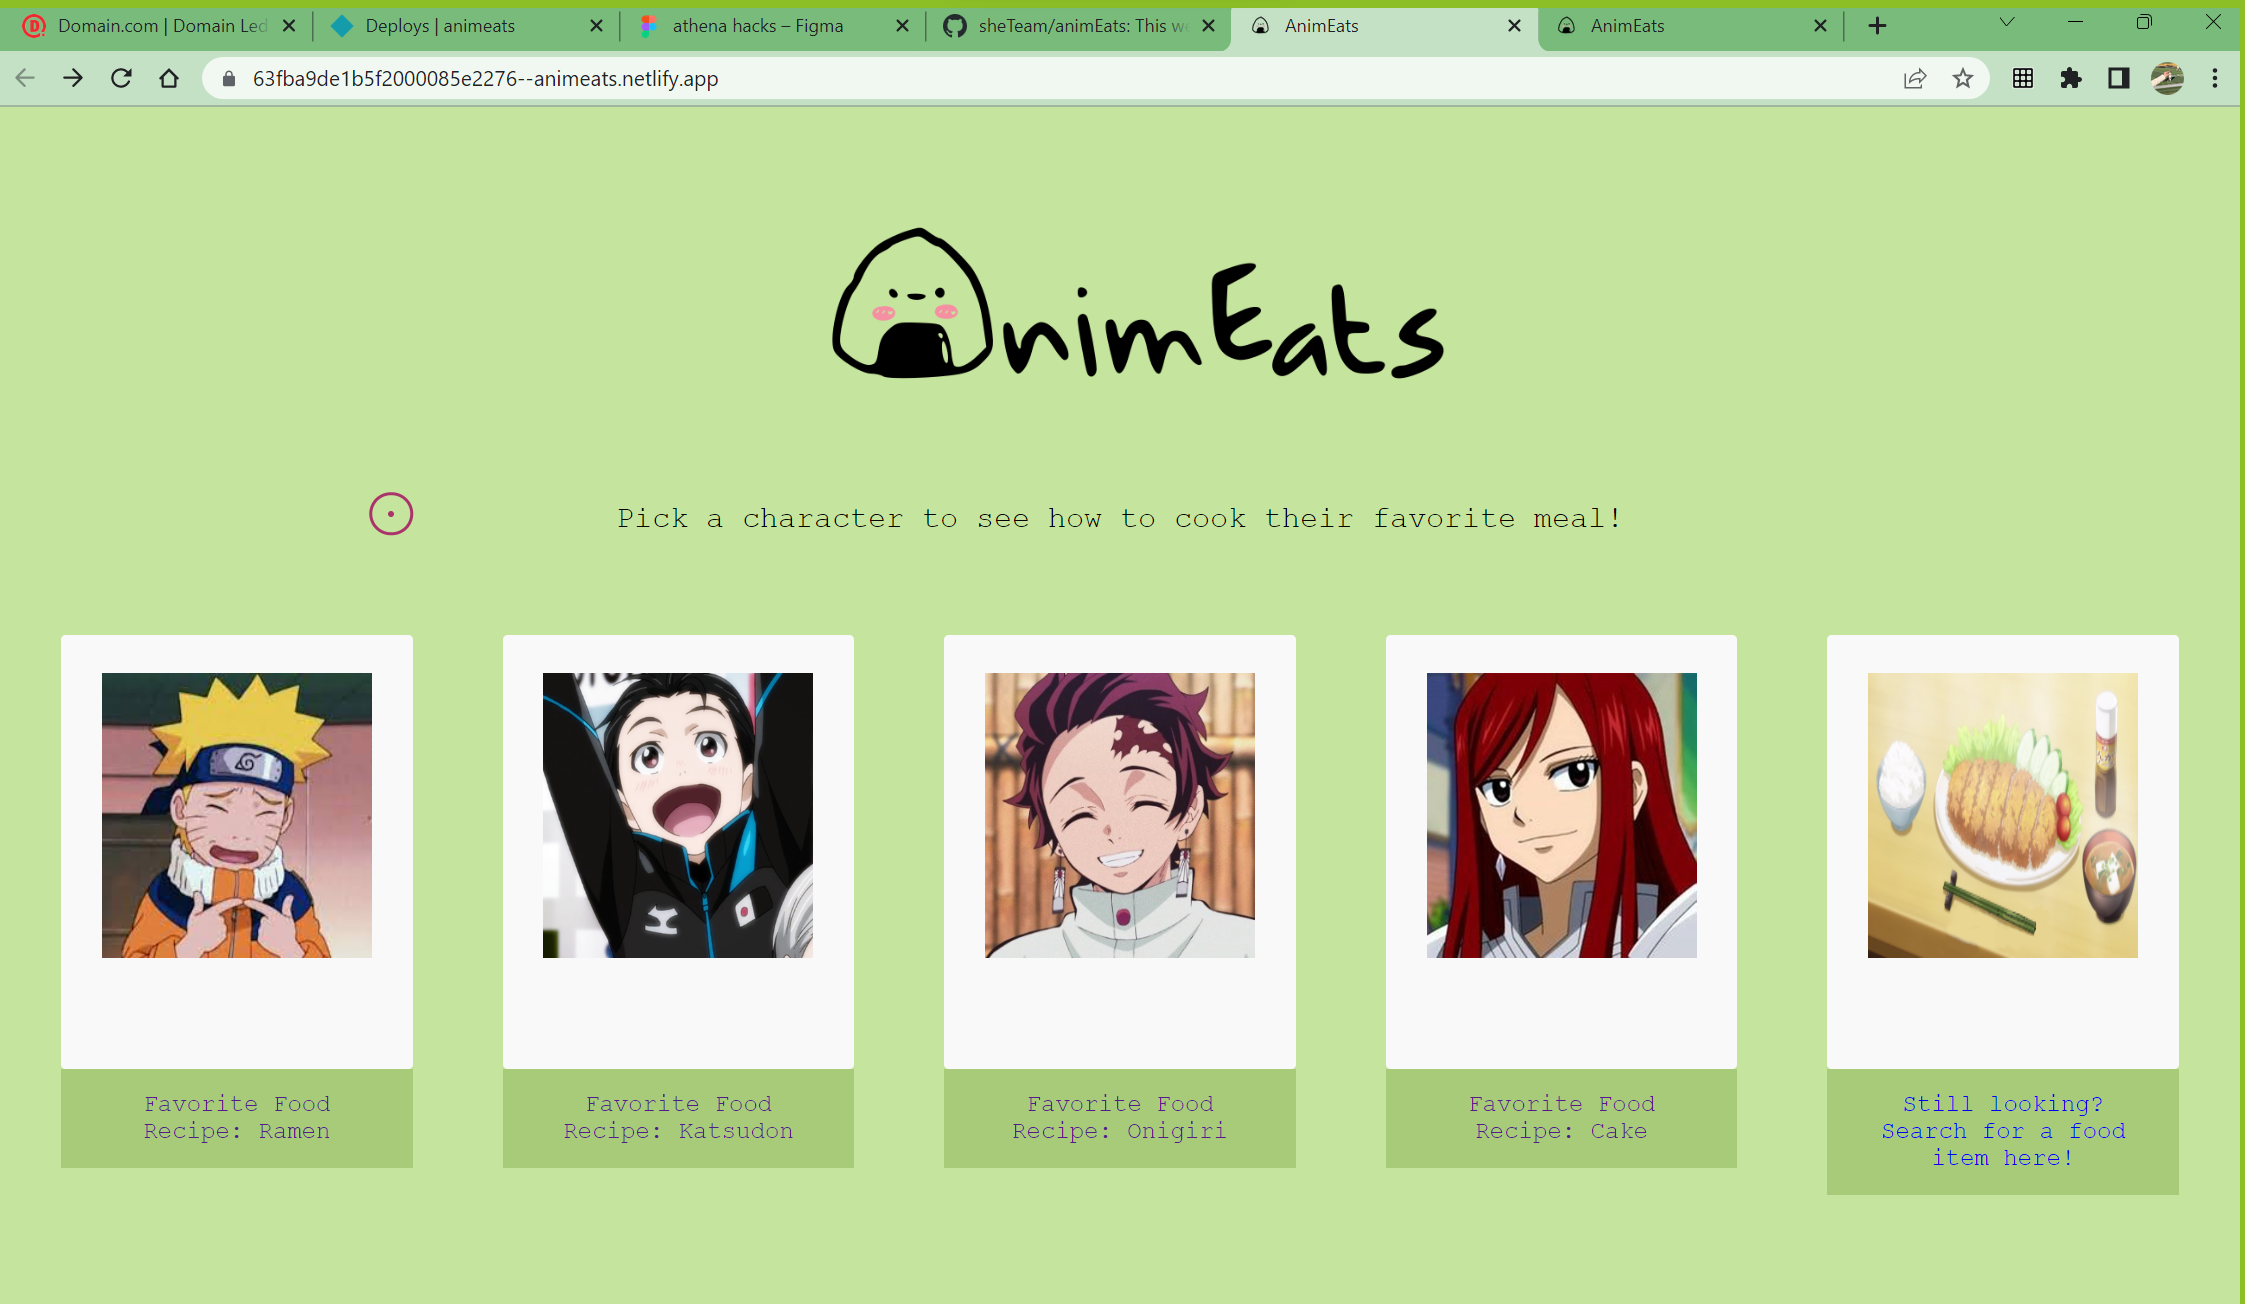 Domain.com | Domain Led
Deploys | animeats
athena hacks – Figma
sheTeam/animEats: This we
AnimEats
AnimEats
63fba9de1b5f2000085e2276--animeats.netlify.app
AnimEats
Pick a character to see how to cook their favorite meal!
Favorite Food
Recipe: Ramen
Favorite Food
Recipe: Katsudon
Favorite Food
Recipe: Onigiri
Favorite Food
Recipe: Cake
Still looking?
Search for a food
item here!